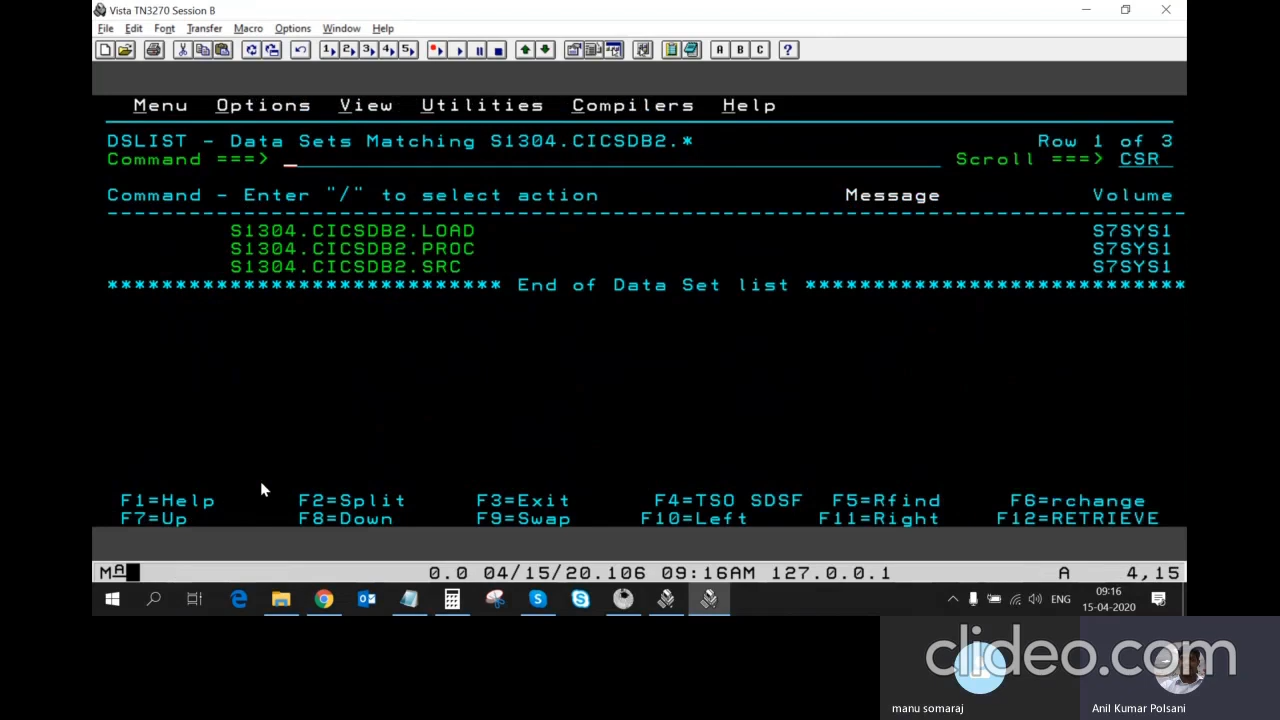 Vista TN3270 Session B
File Edit Font Transfer Macro Options Window Help
1 2 3 4 5 A B C ?
Menu Options View Utilities Compilers Help
DSLIST - Data Sets Matching S1304.CICSDB2.* Row 1 of 3
Command ===> _ Scroll ===> CSR
Command - Enter "/" to select action Message Volume
-------------------------------------------------------------------------------
S1304.CICSDB2.LOAD S7SYS1
S1304.CICSDB2.PROC S7SYS1
S1304.CICSDB2.SRC S7SYS1
***************************** End of Data Set list ****************************
F1=Help F2=Split F3=Exit F4=TSO SDSF F5=Rfind F6=rchange
F7=Up F8=Down F9=Swap F10=Left F11=Right F12=RETRIEVE
MA 0.0 04/15/20.106 09:16AM 127.0.0.1 A 4,15
ENG 09:16
15-04-2020
clideo.com
manu somaraj Anil Kumar Polsani